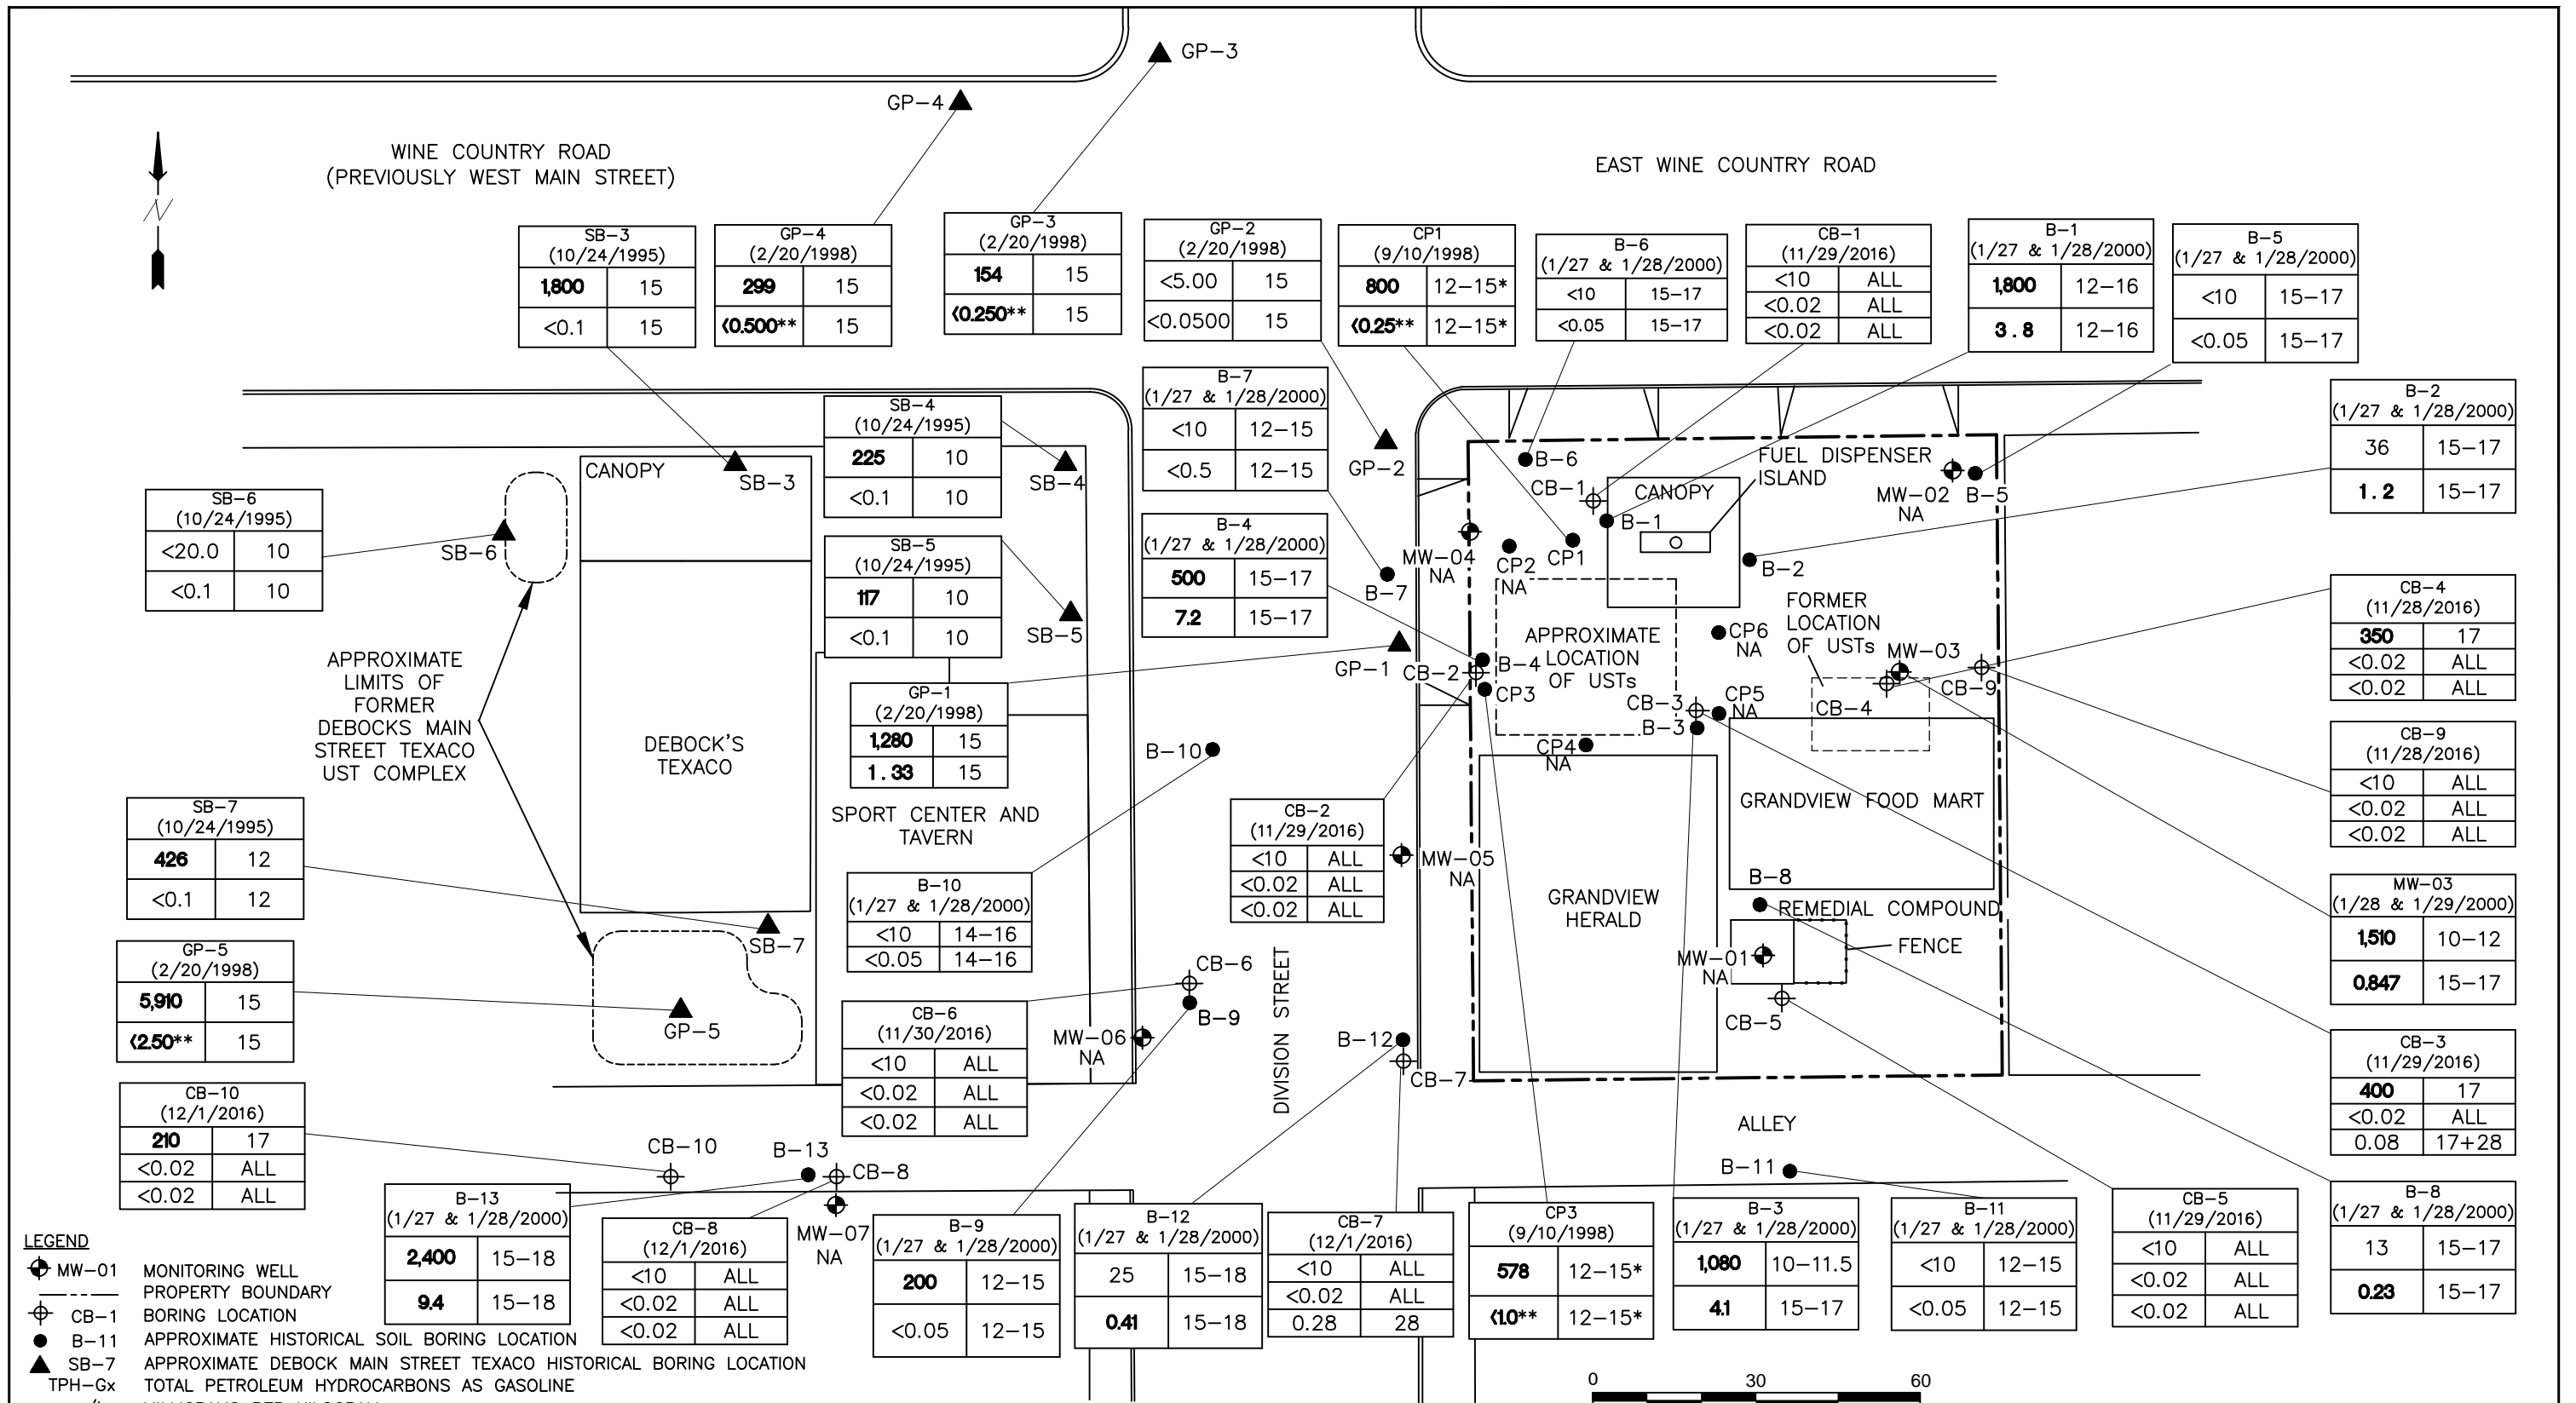 GP-3
GP-4
WINE COUNTRY ROAD
(PREVIOUSLY WEST MAIN STREET)
EAST WINE COUNTRY ROAD
N
SB-3
(10/24/1995)
1,800 15
<0.1 15
GP-4
(2/20/1998)
299 15
<0.500** 15
GP-3
(2/20/1998)
154 15
<0.250** 15
GP-2
(2/20/1998)
<5.00 15
<0.0500 15
CP1
(9/10/1998)
800 12-15*
<0.25** 12-15*
B-6
(1/27 & 1/28/2000)
<10 15-17
<0.05 15-17
CB-1
(11/29/2016)
<10 ALL
<0.02 ALL
<0.02 ALL
B-1
(1/27 & 1/28/2000)
1,800 12-16
3.8 12-16
B-5
(1/27 & 1/28/2000)
<10 15-17
<0.05 15-17
B-7
(1/27 & 1/28/2000)
<10 12-15
<0.5 12-15
B-2
(1/27 & 1/28/2000)
36 15-17
1.2 15-17
SB-4
(10/24/1995)
225 10
<0.1 10
CANOPY
SB-3
SB-4
GP-2
B-6
CB-1
CANOPY
FUEL DISPENSER
ISLAND
MW-02
NA
B-5
SB-6
(10/24/1995)
<20.0 10
<0.1 10
SB-6
SB-5
(10/24/1995)
117 10
<0.1 10
SB-5
B-4
(1/27 & 1/28/2000)
500 15-17
7.2 15-17
B-7
MW-04
NA
CP2
NA
CP1
B-1
B-2
CB-4
(11/28/2016)
350 17
<0.02 ALL
<0.02 ALL
APPROXIMATE
LIMITS OF
FORMER
DEBOCKS MAIN
STREET TEXACO
UST COMPLEX
DEBOCK'S
TEXACO
GP-1
(2/20/1998)
1,280 15
1.33 15
GP-1
CB-2
B-4
CP3
APPROXIMATE
LOCATION
OF USTs
CP6
NA
FORMER
LOCATION
OF USTs
MW-03
CB-9
CB-4
CB-3
CP5
NA
B-3
CP4
NA
B-10
CB-9
(11/28/2016)
<10 ALL
<0.02 ALL
<0.02 ALL
SPORT CENTER AND
TAVERN
GRANDVIEW FOOD MART
SB-7
(10/24/1995)
426 12
<0.1 12
CB-2
(11/29/2016)
<10 ALL
<0.02 ALL
<0.02 ALL
MW-05
NA
GRANDVIEW
HERALD
B-8
REMEDIAL COMPOUND
FENCE
MW-01
NA
CB-5
MW-03
(1/28 & 1/29/2000)
1,510 10-12
0.847 15-17
B-10
(1/27 & 1/28/2000)
<10 14-16
<0.05 14-16
SB-7
GP-5
(2/20/1998)
5,910 15
<2.50** 15
GP-5
CB-6
B-9
MW-06
NA
CB-6
(11/30/2016)
<10 ALL
<0.02 ALL
<0.02 ALL
DIVISION STREET
B-12
CB-7
CB-3
(11/29/2016)
400 17
<0.02 ALL
0.08 17+28
CB-10
(12/1/2016)
210 17
<0.02 ALL
<0.02 ALL
CB-10
B-13
CB-8
MW-07
NA
ALLEY
B-11
B-13
(1/27 & 1/28/2000)
2,400 15-18
9.4 15-18
CB-8
(12/1/2016)
<10 ALL
<0.02 ALL
<0.02 ALL
B-9
(1/27 & 1/28/2000)
200 12-15
<0.05 12-15
B-12
(1/27 & 1/28/2000)
25 15-18
0.41 15-18
CB-7
(12/1/2016)
<10 ALL
<0.02 ALL
0.28 28
CP3
(9/10/1998)
578 12-15*
<1.0** 12-15*
B-3
(1/27 & 1/28/2000)
1,080 10-11.5
4.1 15-17
B-11
(1/27 & 1/28/2000)
<10 12-15
<0.05 12-15
CB-5
(11/29/2016)
<10 ALL
<0.02 ALL
<0.02 ALL
B-8
(1/27 & 1/28/2000)
13 15-17
0.23 15-17
LEGEND
MW-01 MONITORING WELL
PROPERTY BOUNDARY
CB-1 BORING LOCATION
B-11 APPROXIMATE HISTORICAL SOIL BORING LOCATION
SB-7 APPROXIMATE DEBOCK MAIN STREET TEXACO HISTORICAL BORING LOCATION
TPH-Gx TOTAL PETROLEUM HYDROCARBONS AS GASOLINE
0 30 60